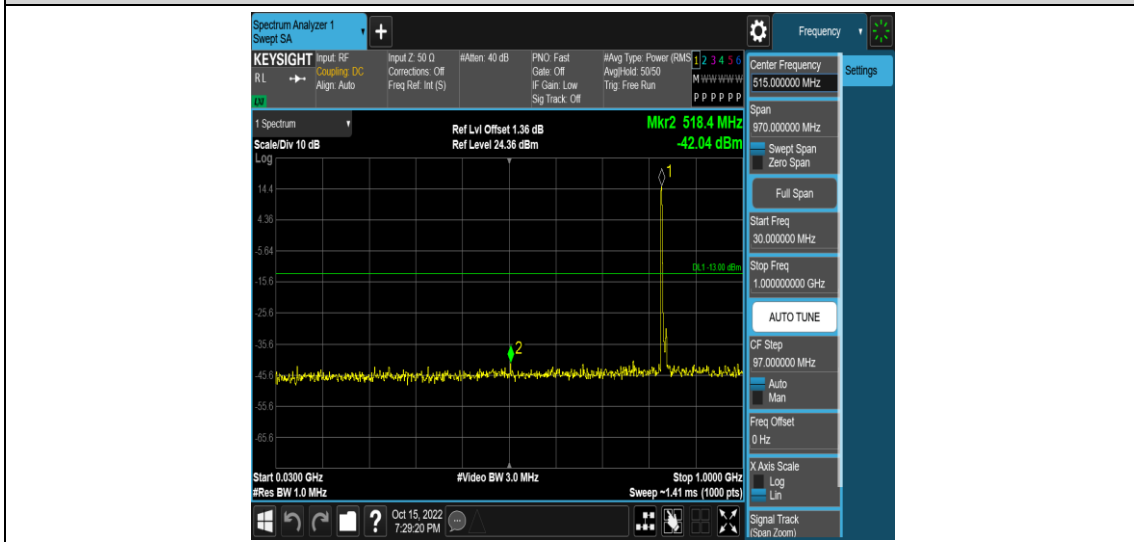 Spectrum Analyzer 1
Swept SA
+
Frequency
KEYSIGHT
RL
Input: RF
Coupling: DC
Align: Auto
Input Z: 50 Ω
Corrections: Off
Freq Ref: Int (S)
#Atten: 40 dB
PNO: Fast
Gate: Off
IF Gain: Low
Sig Track: Off
#Avg Type: Power (RMS
Avg|Hold: 50/50
Trig: Free Run
1 2 3 4 5 6
M W W W W W
P P P P P P
1 Spectrum
Scale/Div 10 dB
Log
Ref Lvl Offset 1.36 dB
Ref Level 24.36 dBm
Mkr2 518.4 MHz
-42.04 dBm
1
14.4
4.36
-5.64
DL1 -13.00 dBm
-15.6
-25.6
-35.6
2
-45.6
-55.6
-65.6
Start 0.0300 GHz
#Res BW 1.0 MHz
#Video BW 3.0 MHz
Stop 1.0000 GHz
Sweep ~1.41 ms (1000 pts)
?
Oct 15, 2022
7:29:20 PM
Center Frequency
515.000000 MHz
Settings
Span
970.000000 MHz
Swept Span
Zero Span
Full Span
Start Freq
30.000000 MHz
Stop Freq
1.000000000 GHz
AUTO TUNE
CF Step
97.000000 MHz
Auto
Man
Freq Offset
0 Hz
X Axis Scale
Log
Lin
Signal Track
(Span Zoom)